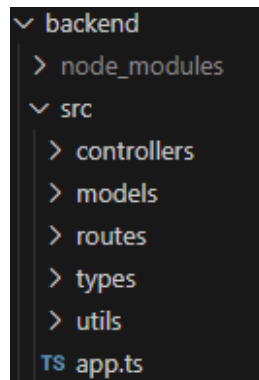 backend
node_modules
src
controllers
models
routes
types
utils
TS app.ts